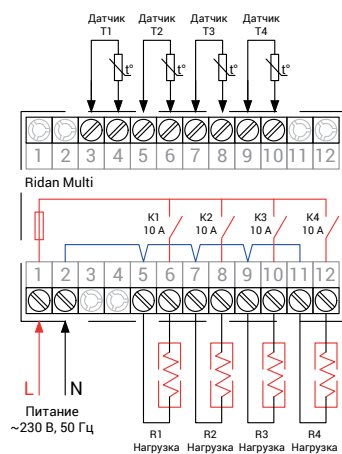 Датчик Датчик Датчик Датчик
T1 T2 T3 T4
t° t° t° t°
1 2 3 4 5 6 7 8 9 10 11 12
Ridan Multi
K1 K2 K3 K4
10 A 10 A 10 A 10 A
1 2 3 4 5 6 7 8 9 10 11 12
L N
Питание
~230 В, 50 Гц
R1 R2 R3 R4
Нагрузка Нагрузка Нагрузка Нагрузка